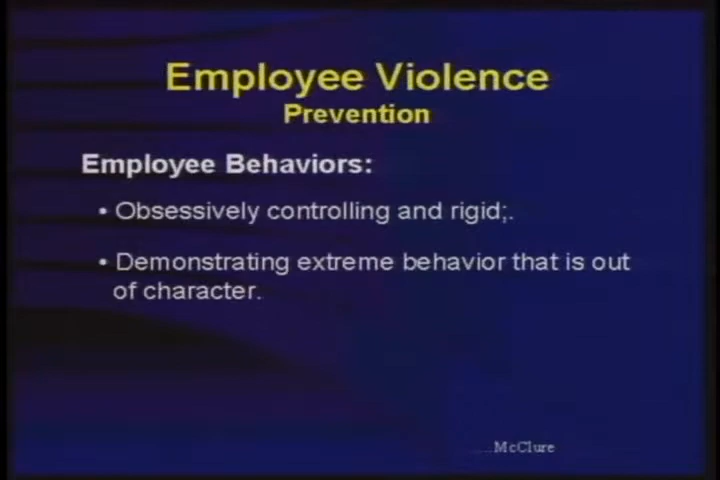 Employee Violence
Prevention
Employee Behaviors:
• Obsessively controlling and rigid;.
• Demonstrating extreme behavior that is out
of character.
....McClure